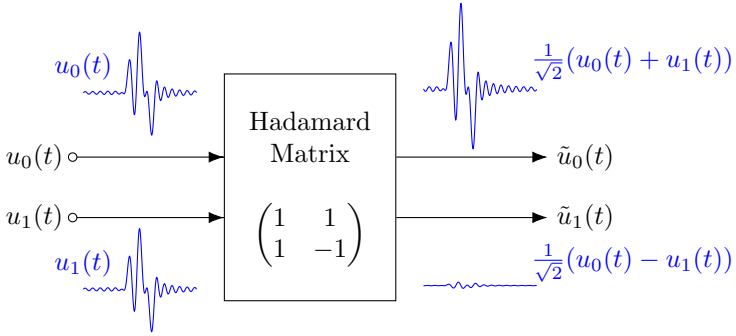 u₀(t)
1/√2(u₀(t) + u₁(t))
Hadamard
Matrix
u₀(t)
ũ₀(t)
u₁(t)
ũ₁(t)
(1 1
1 −1)
u₁(t)
1/√2(u₀(t) − u₁(t))